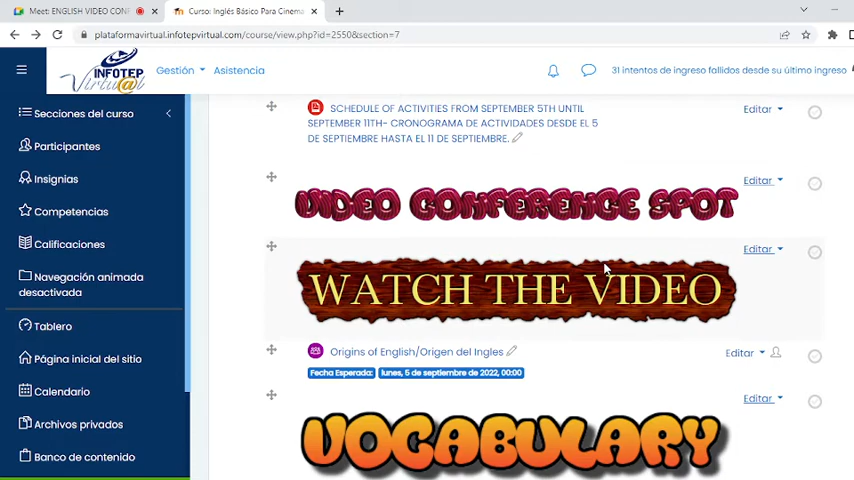 Meet: ENGLISH VIDEO CONF
Curso: Inglés Básico Para Cinema
plataformavirtual.infotepvirtual.com/course/view.php?id=2550&section=7
INFOTEP
Virtu@l
Gestión
Asistencia
31 intentos de ingreso fallidos desde su último ingreso
Secciones del curso
Participantes
Insignias
Competencias
Calificaciones
Navegación animada
desactivada
Tablero
Página inicial del sitio
Calendario
Archivos privados
Banco de contenido
SCHEDULE OF ACTIVITIES FROM SEPTEMBER 5TH UNTIL
SEPTEMBER 11TH- CRONOGRAMA DE ACTIVIDADES DESDE EL 5
DE SEPTIEMBRE HASTA EL 11 DE SEPTIEMBRE.
Editar
VIDEO CONFERENCE SPOT
Editar
WATCH THE VIDEO
Editar
Origins of English/Origen del Ingles
Editar
Fecha Esperada: lunes, 5 de septiembre de 2022, 00:00
VOCABULARY
Editar